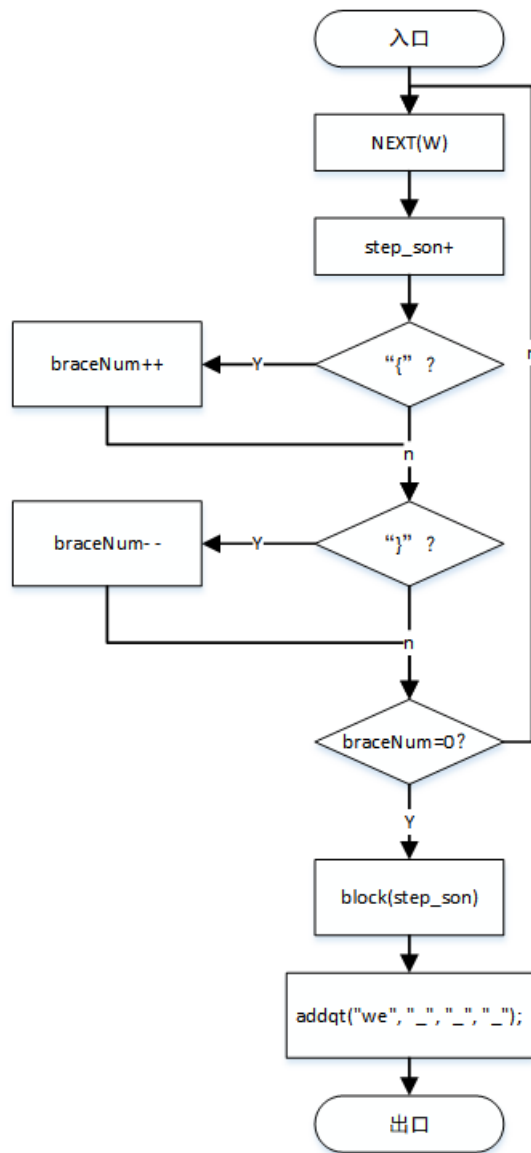 入口
NEXT(W)
step_son+
“{” ?
Y
braceNum++
n
“}” ?
Y
braceNum- -
n
braceNum=0?
Y
block(step_son)
addqt("we", "_", "_", "_");
出口